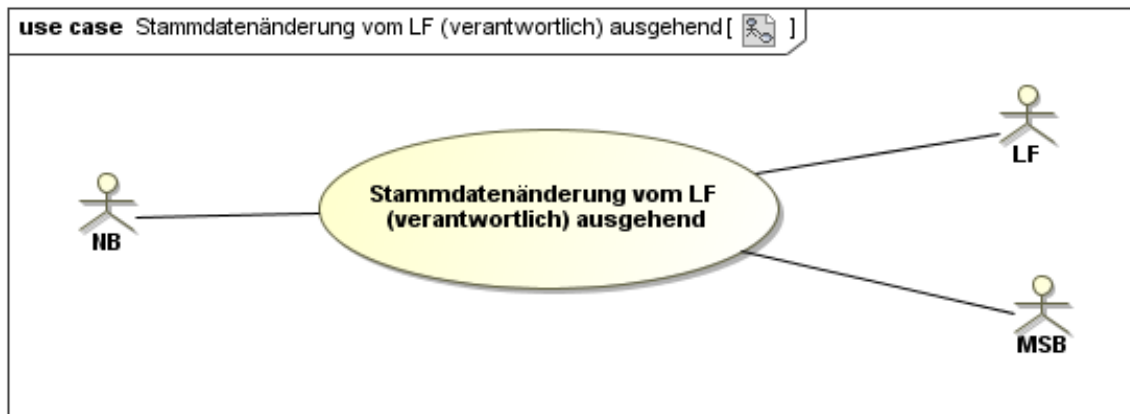 use case Stammdatenänderung vom LF (verantwortlich) ausgehend [ ]
LF
Stammdatenänderung vom LF
(verantwortlich) ausgehend
NB
MSB